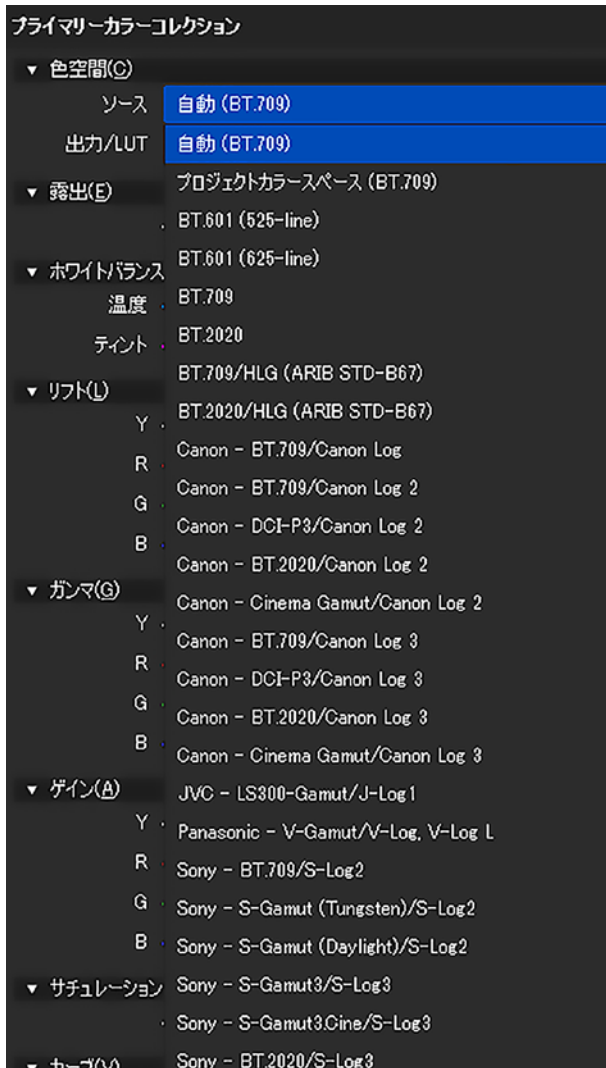 プライマリーカラーコレクション
▼ 色空間(C)
ソース 自動 (BT.709)
出力/LUT 自動 (BT.709)
プロジェクトカラースペース (BT.709)
▼ 露出(E)
BT.601 (525-line)
BT.601 (625-line)
▼ ホワイトバランス
温度 BT.709
ティント BT.2020
BT.709/HLG (ARIB STD-B67)
▼ リフト(L)
BT.2020/HLG (ARIB STD-B67)
Y
Canon - BT.709/Canon Log
R
Canon - BT.709/Canon Log 2
G
Canon - DCI-P3/Canon Log 2
B
Canon - BT.2020/Canon Log 2
▼ ガンマ(G)
Canon - Cinema Gamut/Canon Log 2
Y
Canon - BT.709/Canon Log 3
R
Canon - DCI-P3/Canon Log 3
G
Canon - BT.2020/Canon Log 3
B
Canon - Cinema Gamut/Canon Log 3
▼ ゲイン(A)
JVC - LS300-Gamut/J-Log1
Y
Panasonic - V-Gamut/V-Log, V-Log L
R
Sony - BT.709/S-Log2
G
Sony - S-Gamut (Tungsten)/S-Log2
B
Sony - S-Gamut (Daylight)/S-Log2
▼ サチュレーション
Sony - S-Gamut3/S-Log3
Sony - S-Gamut3.Cine/S-Log3
Sony - BT.2020/S-Log3